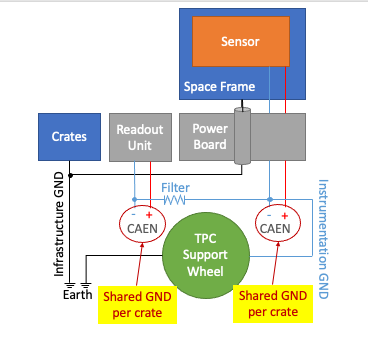 Sensor
Space Frame
Crates
Readout
Unit
Power
Board
Filter
- +
CAEN
- +
CAEN
Infrastructure GND
Instrumentation GND
TPC
Support
Wheel
Earth
Shared GND
per crate
Shared GND
per crate